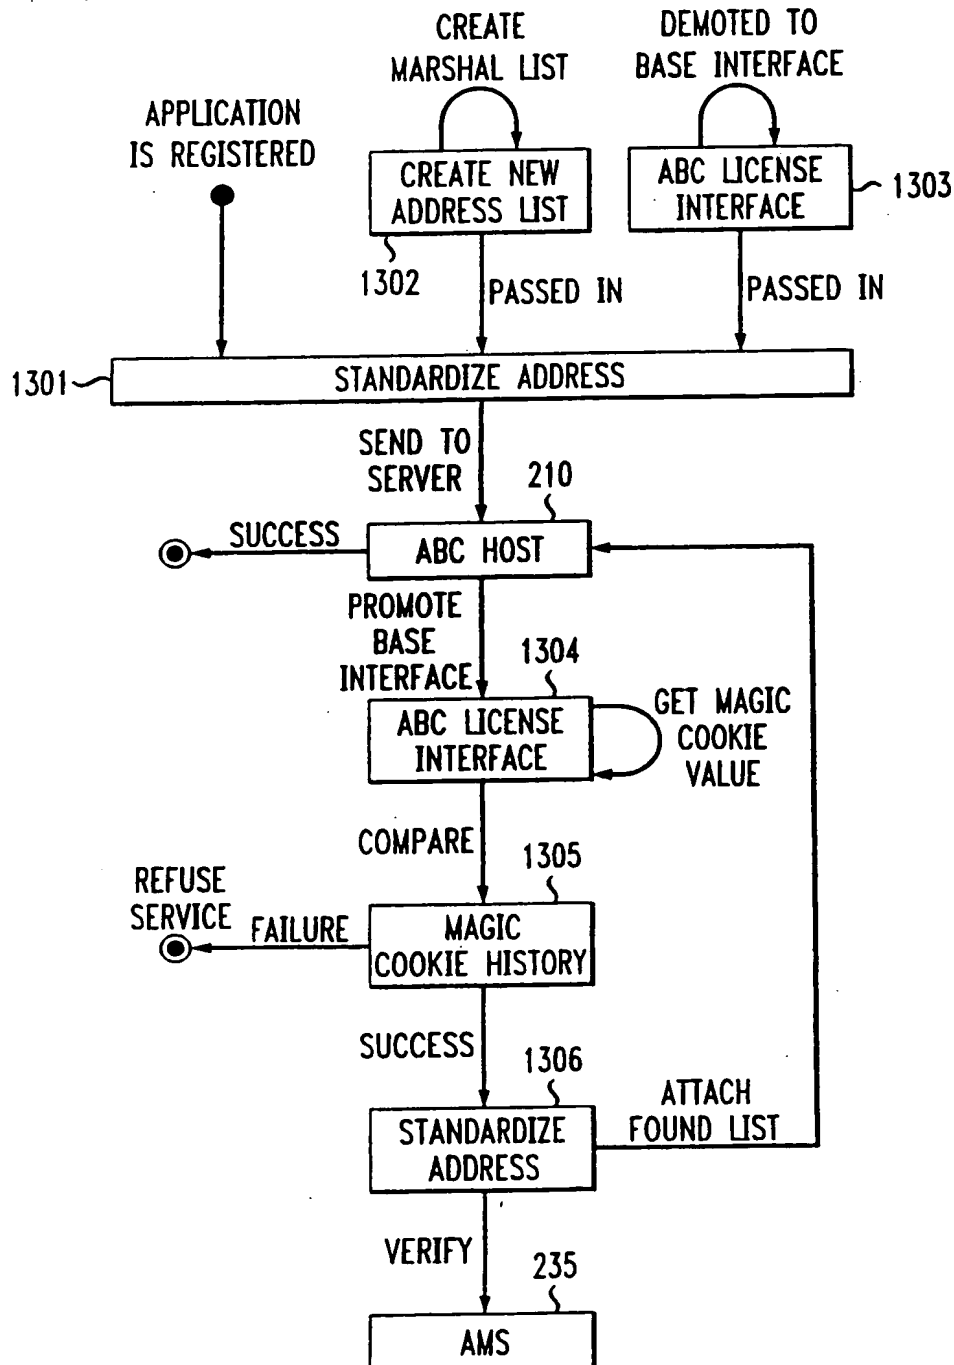 CREATE
MARSHAL LIST
DEMOTED TO
BASE INTERFACE
APPLICATION
IS REGISTERED
CREATE NEW
ADDRESS LIST
1302
ABC LICENSE
INTERFACE
1303
PASSED IN
PASSED IN
1301
STANDARDIZE ADDRESS
SEND TO
SERVER
210
SUCCESS
ABC HOST
PROMOTE
BASE
INTERFACE
1304
ABC LICENSE
INTERFACE
GET MAGIC
COOKIE
VALUE
COMPARE
1305
REFUSE
SERVICE
FAILURE
MAGIC
COOKIE HISTORY
SUCCESS
1306
STANDARDIZE
ADDRESS
ATTACH
FOUND LIST
VERIFY
235
AMS